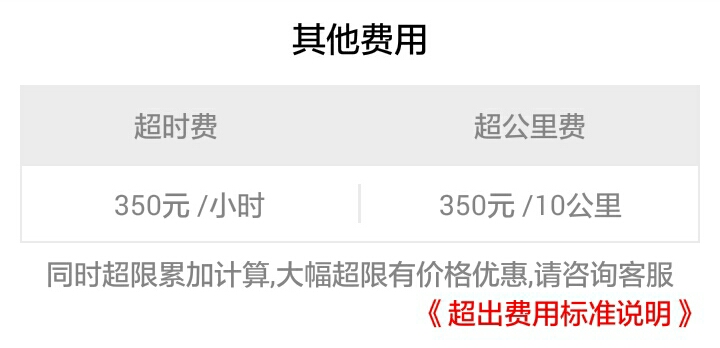 其他费用
超时费 超公里费
350元 /小时 350元 /10公里
同时超限累加计算,大幅超限有价格优惠,请咨询客服
《 超出费用标准说明 》